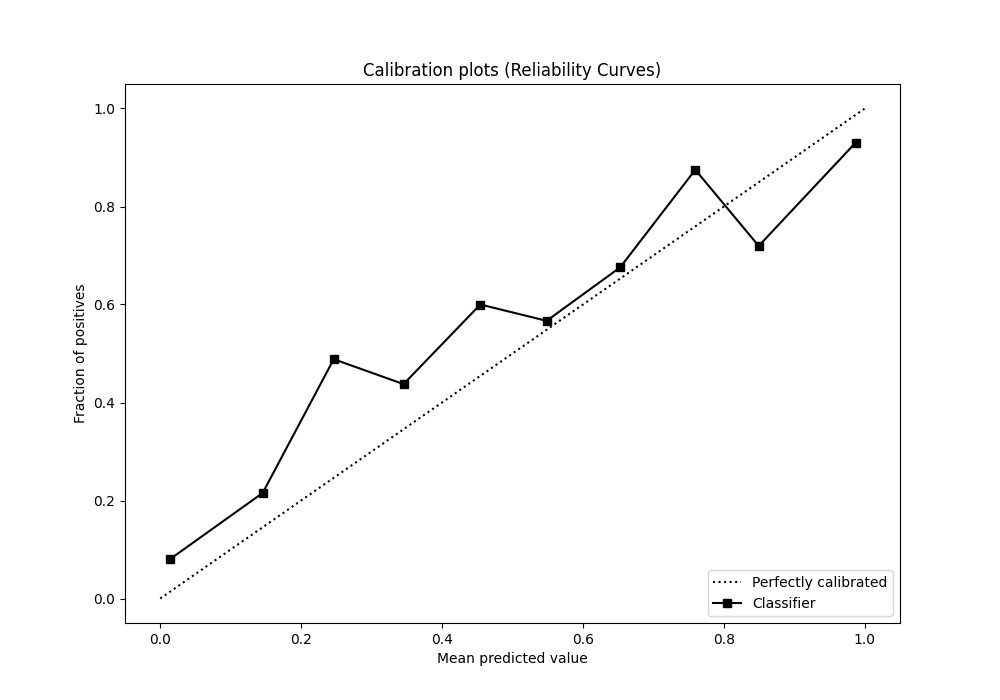 Calibration plots (Reliability Curves)
1.0
0.8
0.6
0.4
0.2
0.0
Fraction of positives
Perfectly calibrated
Classifier
0.0 0.2 0.4 0.6 0.8 1.0
Mean predicted value